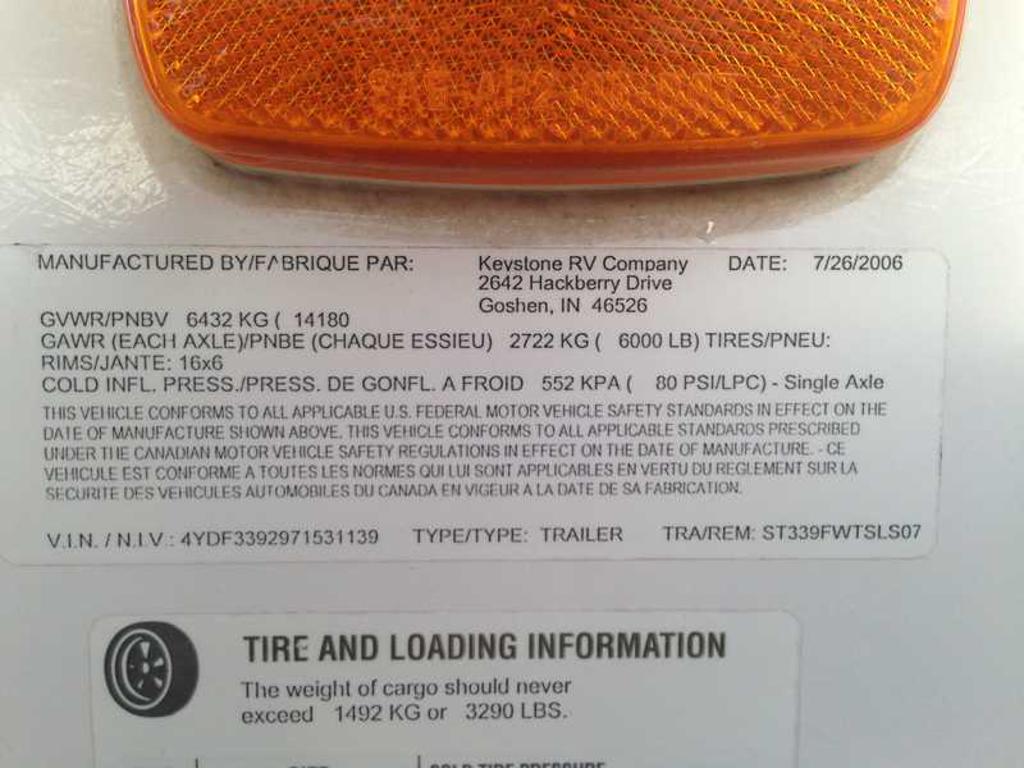 MANUFACTURED BY/FABRIQUE PAR: Keystone RV Company DATE: 7/26/2006
2642 Hackberry Drive
Goshen, IN 46526
GVWR/PNBV 6432 KG ( 14180
GAWR (EACH AXLE)/PNBE (CHAQUE ESSIEU) 2722 KG ( 6000 LB) TIRES/PNEU:
RIMS/JANTE: 16x6
COLD INFL. PRESS./PRESS. DE GONFL. A FROID 552 KPA ( 80 PSI/LPC) - Single Axle
THIS VEHICLE CONFORMS TO ALL APPLICABLE U.S. FEDERAL MOTOR VEHICLE SAFETY STANDARDS IN EFFECT ON THE
DATE OF MANUFACTURE SHOWN ABOVE. THIS VEHICLE CONFORMS TO ALL APPLICABLE STANDARDS PRESCRIBED
UNDER THE CANADIAN MOTOR VEHICLE SAFETY REGULATIONS IN EFFECT ON THE DATE OF MANUFACTURE. - CE
VEHICULE EST CONFORME A TOUTES LES NORMES QUI LUI SONT APPLICABLES EN VERTU DU REGLEMENT SUR LA
SECURITE DES VEHICULES AUTOMOBILES DU CANADA EN VIGEUR A LA DATE DE SA FABRICATION.
V.I.N. / N.I.V.: 4YDF3392971531139 TYPE/TYPE: TRAILER TRA/REM: ST339FWTSLS07
TIRE AND LOADING INFORMATION
The weight of cargo should never
exceed 1492 KG or 3290 LBS.
COLD TIRE PRESSURE